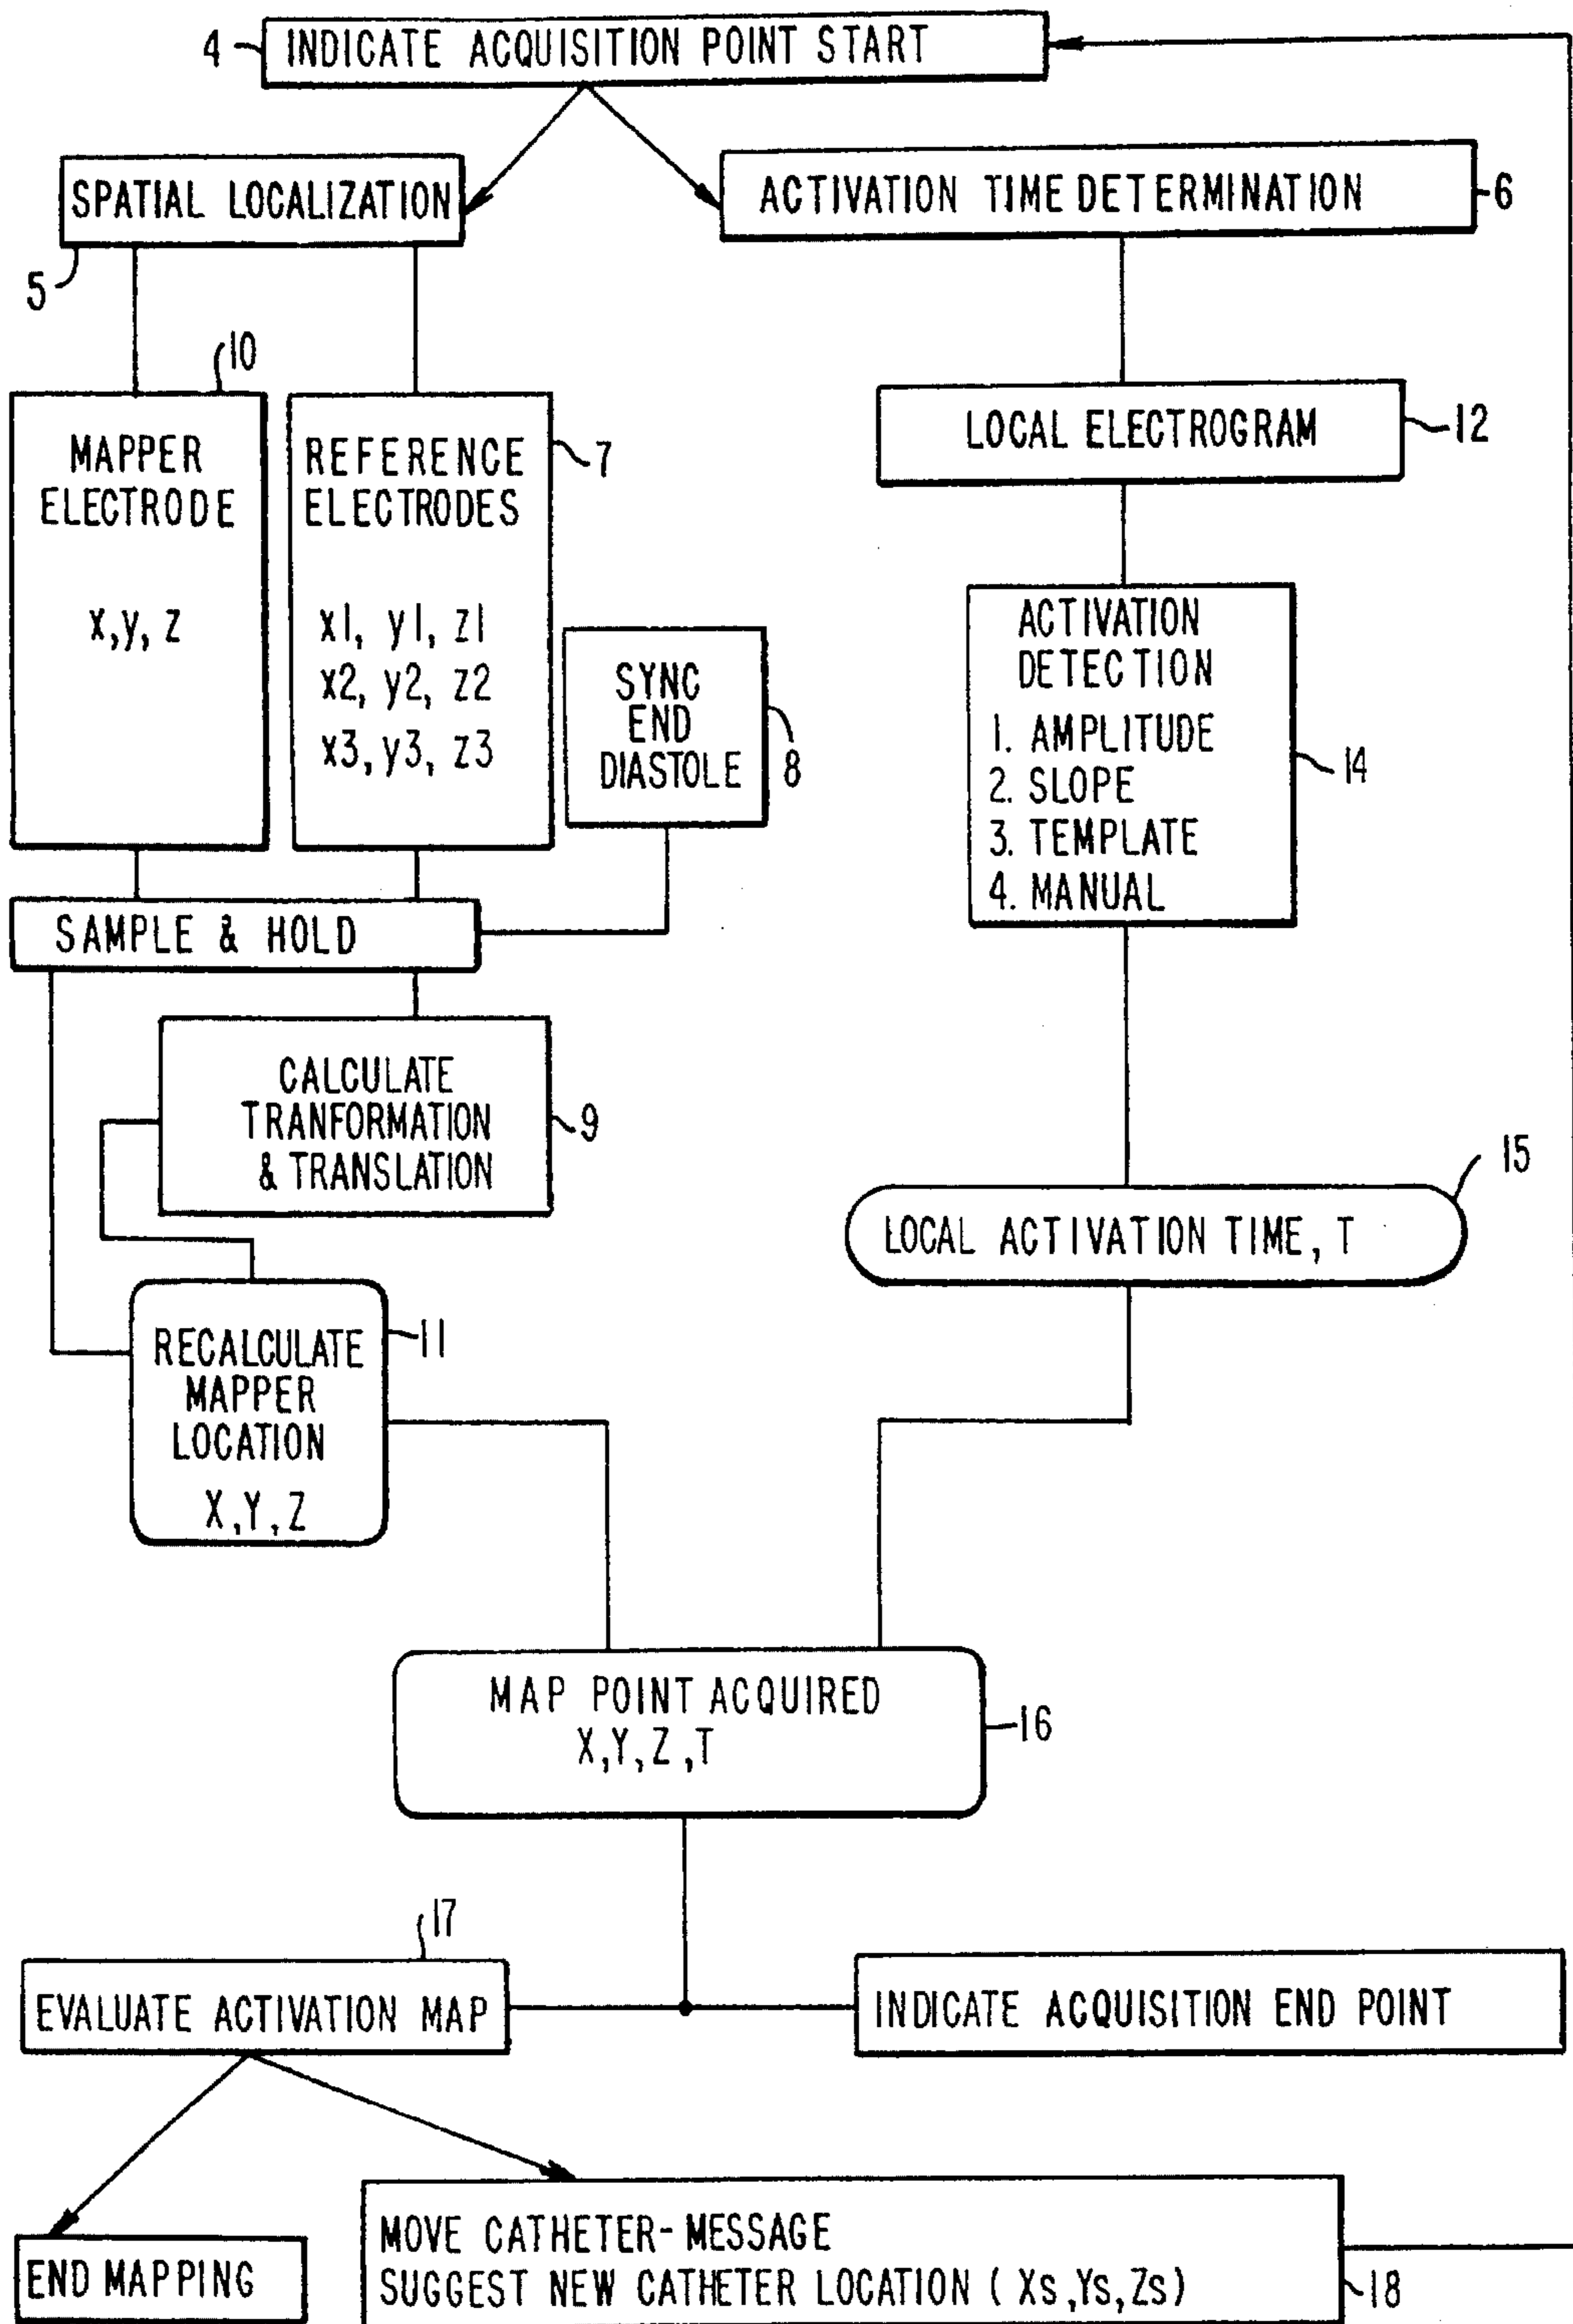 4 INDICATE ACQUISITION POINT START
SPATIAL LOCALIZATION
5
ACTIVATION TIME DETERMINATION
6
10
MAPPER
ELECTRODE
x,y,z
REFERENCE
ELECTRODES
x1, y1, z1
x2, y2, z2
x3, y3, z3
7
SYNC
END
DIASTOLE
8
LOCAL ELECTROGRAM
12
ACTIVATION
DETECTION
1. AMPLITUDE
2. SLOPE
3. TEMPLATE
4. MANUAL
14
SAMPLE & HOLD
CALCULATE
TRANFORMATION
& TRANSLATION
9
15
LOCAL ACTIVATION TIME, T
RECALCULATE
MAPPER
LOCATION
X,Y,Z
11
MAP POINT ACQUIRED
X,Y,Z,T
16
17
EVALUATE ACTIVATION MAP
INDICATE ACQUISITION END POINT
END MAPPING
MOVE CATHETER-MESSAGE
SUGGEST NEW CATHETER LOCATION ( Xs,Ys,Zs)
18